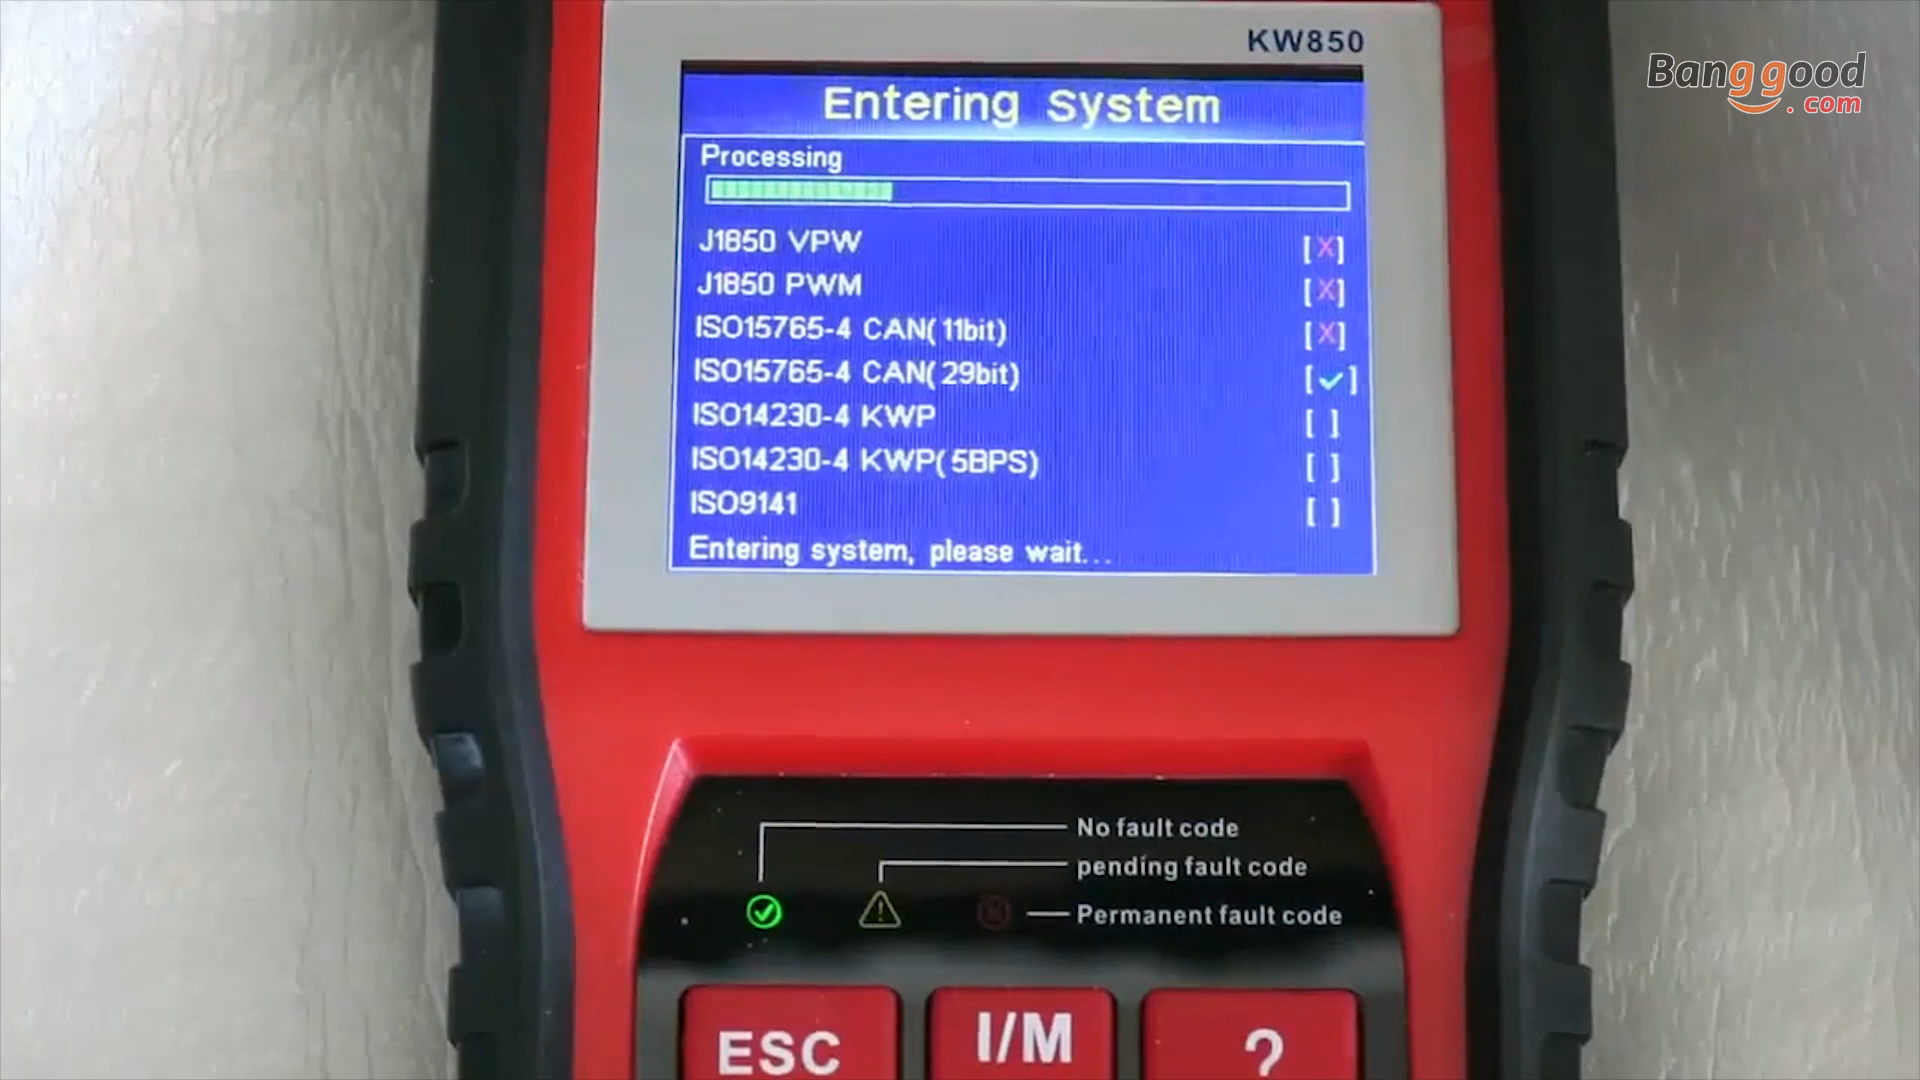 KW850
Banggood
.com
Entering System
Processing
J1850 VPW [X]
J1850 PWM [X]
ISO15765-4 CAN(11bit) [X]
ISO15765-4 CAN(29bit) [✓]
ISO14230-4 KWP [ ]
ISO14230-4 KWP(5BPS) [ ]
ISO9141 [ ]
Entering system, please wait...
No fault code
pending fault code
Permanent fault code
ESC
I/M
?